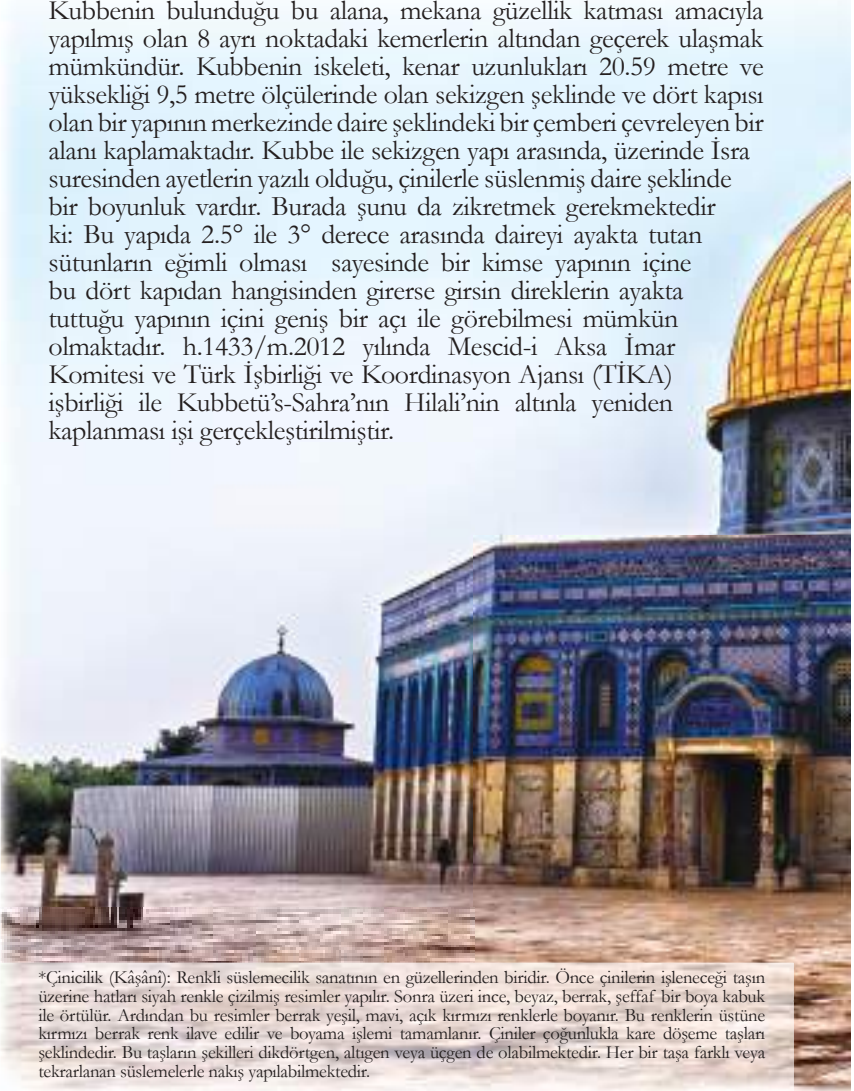 Kubbenin bulunduğu bu alana, mekana güzellik katması amacıyla
yapılmış olan 8 ayrı noktadaki kemerlerin altından geçerek ulaşmak
mümkündür. Kubbenin iskeleti, kenar uzunlukları 20.59 metre ve
yüksekliği 9,5 metre ölçülerinde olan sekizgen şeklinde ve dört kapısı
olan bir yapının merkezinde daire şeklindeki bir çemberi çevreleyen bir
alanı kaplamaktadır. Kubbe ile sekizgen yapı arasında, üzerinde İsra
suresinden ayetlerin yazılı olduğu, çinilerle süslenmiş daire şeklinde
bir boyunluk vardır. Burada şunu da zikretmek gerekmektedir
ki: Bu yapıda 2.5° ile 3° derece arasında daireyi ayakta tutan
sütunların eğimli olması sayesinde bir kimse yapının içine
bu dört kapıdan hangisinden girerse girsin direklerin ayakta
tuttuğu yapının içini geniş bir açı ile görebilmesi mümkün
olmaktadır. h.1433/m.2012 yılında Mescid-i Aksa İmar
Komitesi ve Türk İşbirliği ve Koordinasyon Ajansı (TİKA)
işbirliği ile Kubbetü’s-Sahra’nın Hilali’nin altınla yeniden
kaplanması işi gerçekleştirilmiştir.
*Çinicilik (Kâşânî): Renkli süslemecilik sanatının en güzellerinden biridir. Önce çinilerin işleneceği taşın
üzerine hatları siyah renkle çizilmiş resimler yapılır. Sonra üzeri ince, beyaz, berrak, şeffaf bir boya kabuk
ile örtülür. Ardından bu resimler berrak yeşil, mavi, açık kırmızı renklerle boyanır. Bu renklerin üstüne
kırmızı berrak renk ilave edilir ve boyama işlemi tamamlanır. Çiniler çoğunlukla kare döşeme taşları
şeklindedir. Bu taşların şekilleri dikdörtgen, altıgen veya üçgen de olabilmektedir. Her bir taşa farklı veya
tekrarlanan süslemelerle nakış yapılabilmektedir.